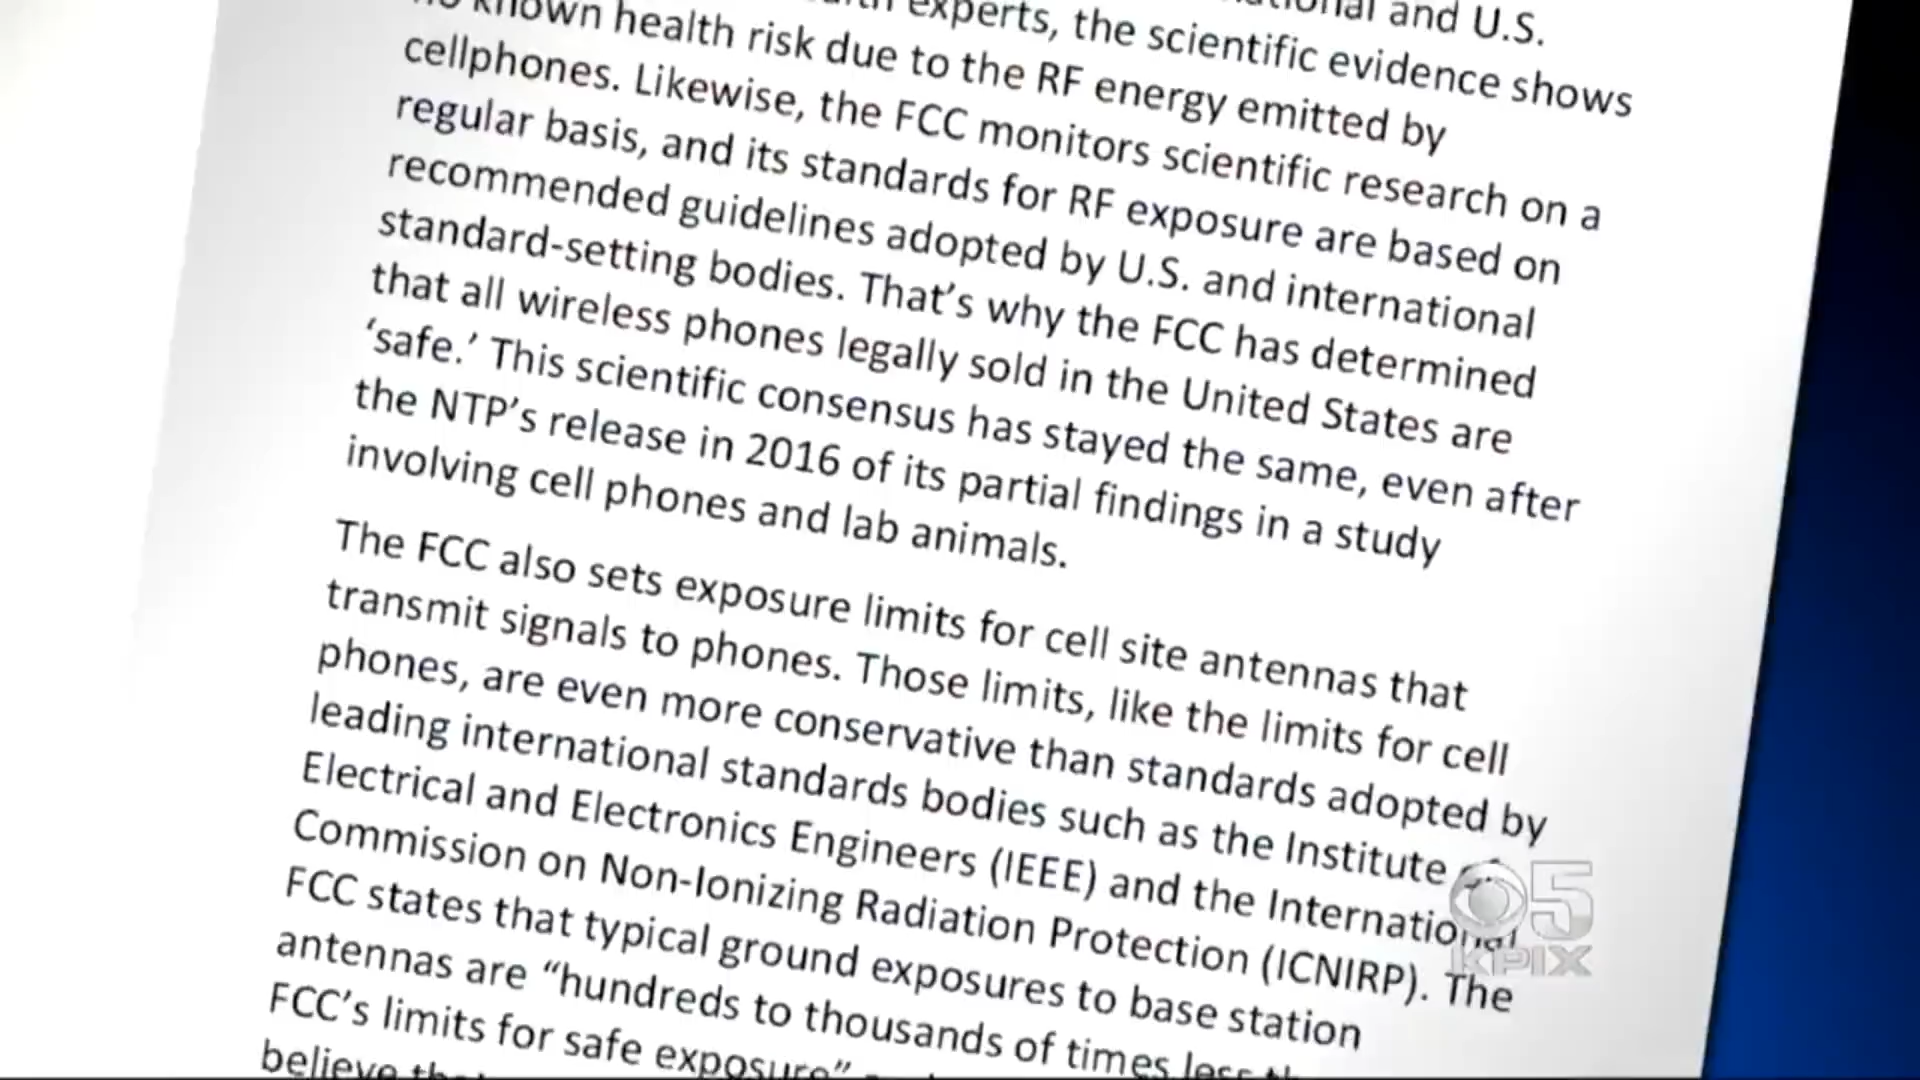 experts, the scientific evidence shows
known health risk due to the RF energy emitted by
cellphones. Likewise, the FCC monitors scientific research on a
regular basis, and its standards for RF exposure are based on
recommended guidelines adopted by U.S. and international
standard-setting bodies. That’s why the FCC has determined
that all wireless phones legally sold in the United States are
‘safe.’ This scientific consensus has stayed the same, even after
the NTP’s release in 2016 of its partial findings in a study
involving cell phones and lab animals.
The FCC also sets exposure limits for cell site antennas that
transmit signals to phones. Those limits, like the limits for cell
phones, are even more conservative than standards adopted by
leading international standards bodies such as the Institute
Electrical and Electronics Engineers (IEEE) and the International
Commission on Non-Ionizing Radiation Protection (ICNIRP). The
FCC states that typical ground exposures to base station
antennas are “hundreds to thousands of times less
FCC’s limits for safe exposure”
believe
5
KPIX